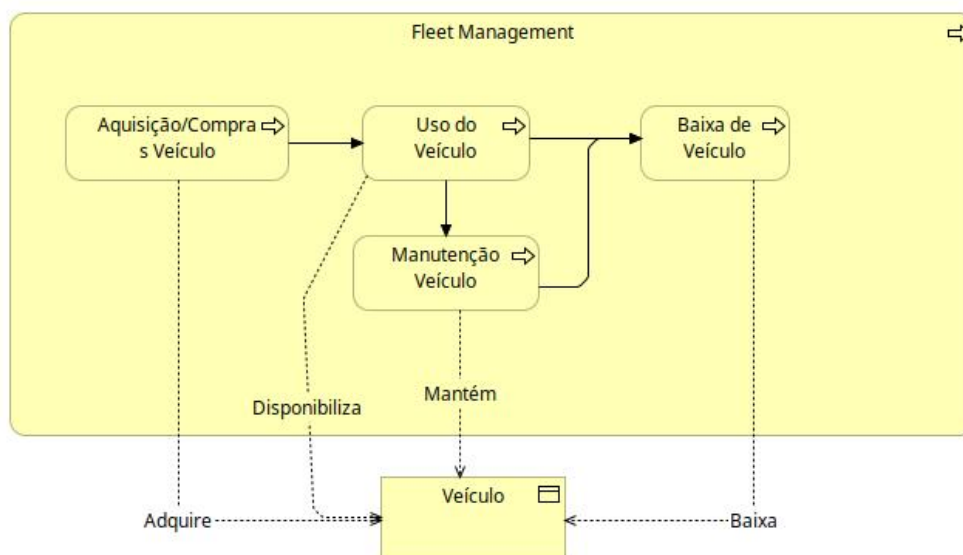 Fleet Management
Aquisição/Compra
s Veículo
Uso do
Veículo
Baixa de
Veículo
Manutenção
Veículo
Disponibiliza
Mantém
Veículo
Adquire
Baixa